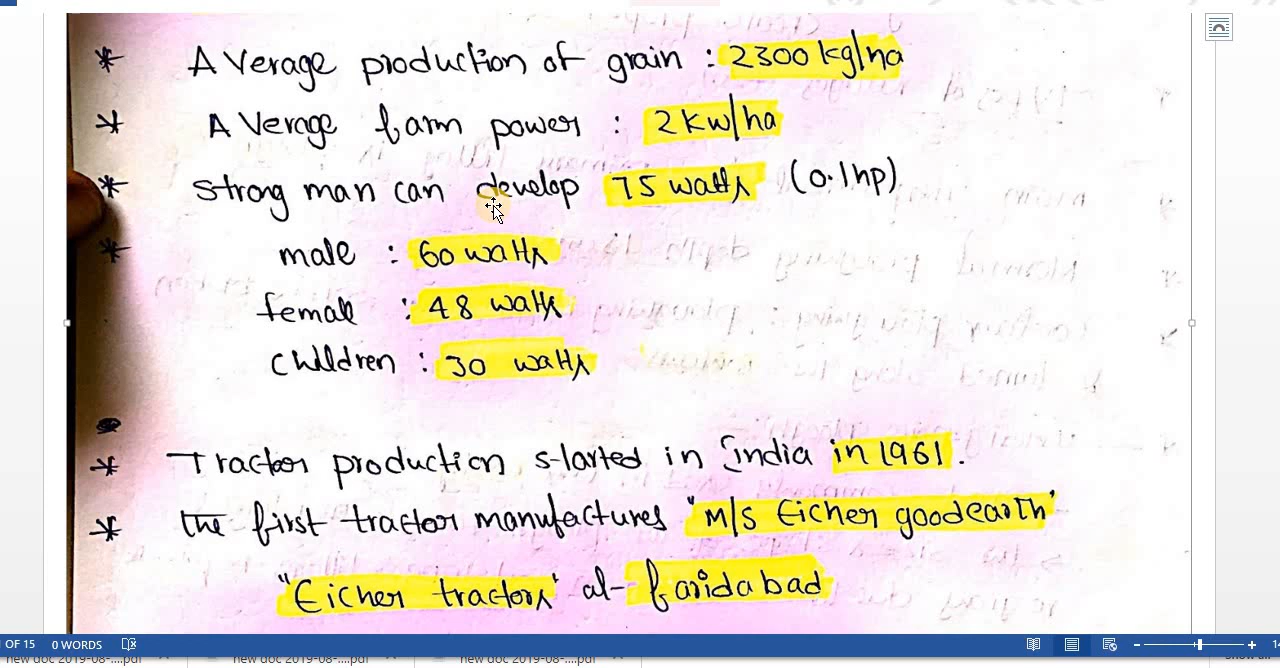 * Average production of grain : 2300 kg/ha
* Average farm power : 2 Kw/ha
* Strong man can develop 75 watts (0.1 hp)
* male : 60 watts
female : 48 watts
children : 30 watts
* Tractor production started in India in 1961.
* The first tractor manufactures "M/S Eicher goodearth"
"Eicher tractors" at Faridabad
OF 15 0 WORDS
new doc 2019-08-....pdf new doc 2019-08-....pdf new doc 2019-08-....pdf